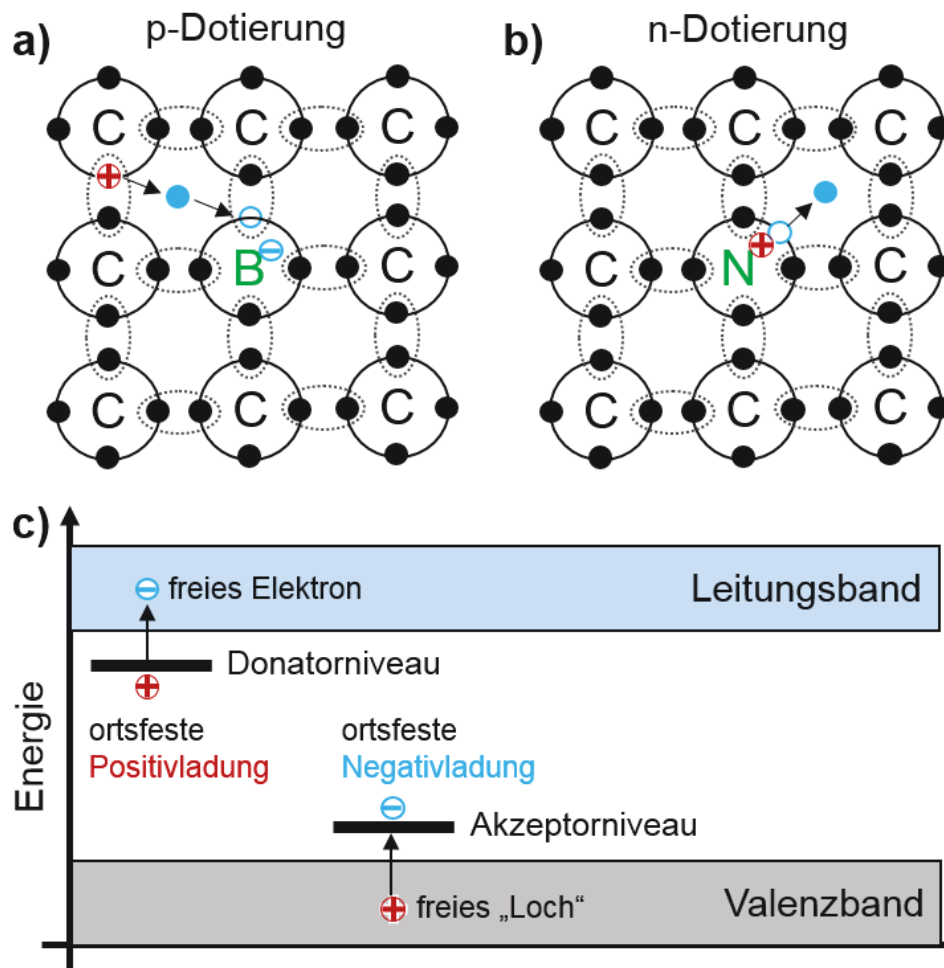 a) p-Dotierung
b) n-Dotierung
C C C
C B C
C C C
C C C
C N C
C C C
c)
Energie
Leitungsband
freies Elektron
Donatorniveau
ortsfeste
Positivladung
ortsfeste
Negativladung
Akzeptorniveau
freies „Loch“
Valenzband